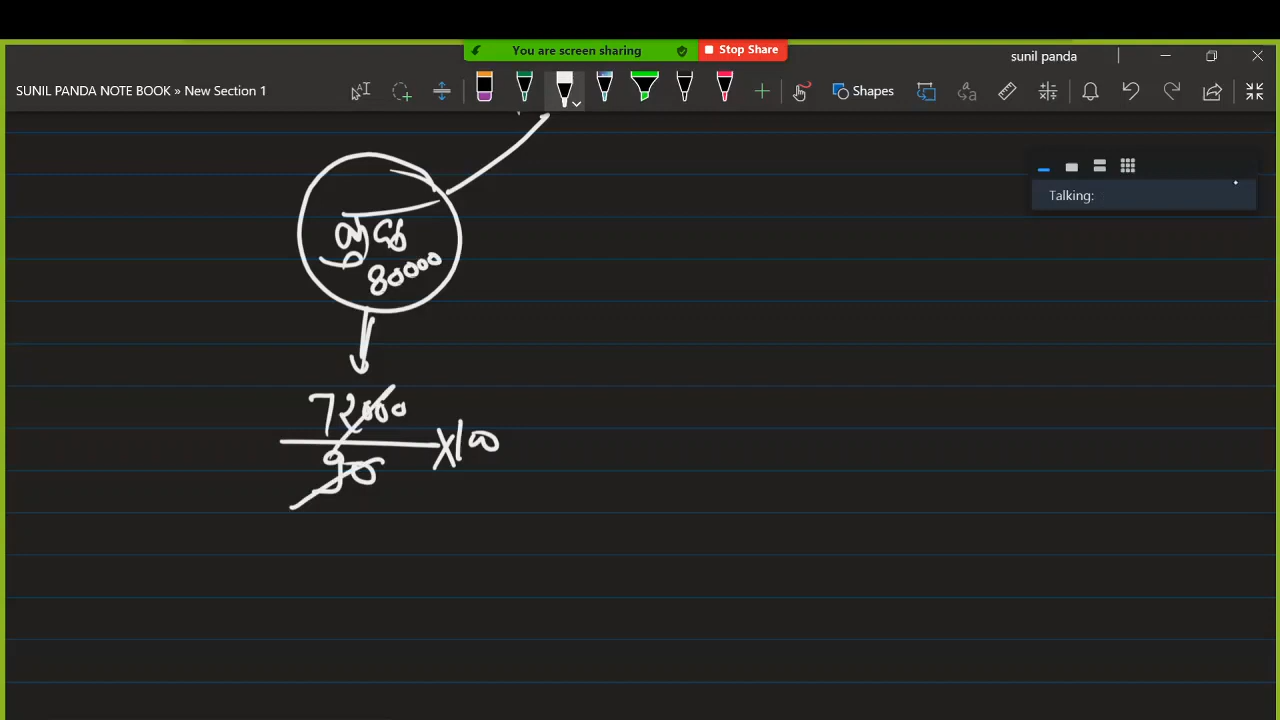 You are screen sharing
Stop Share
sunil panda
SUNIL PANDA NOTE BOOK » New Section 1
Shapes
Talking:
80000
72000
90
X100